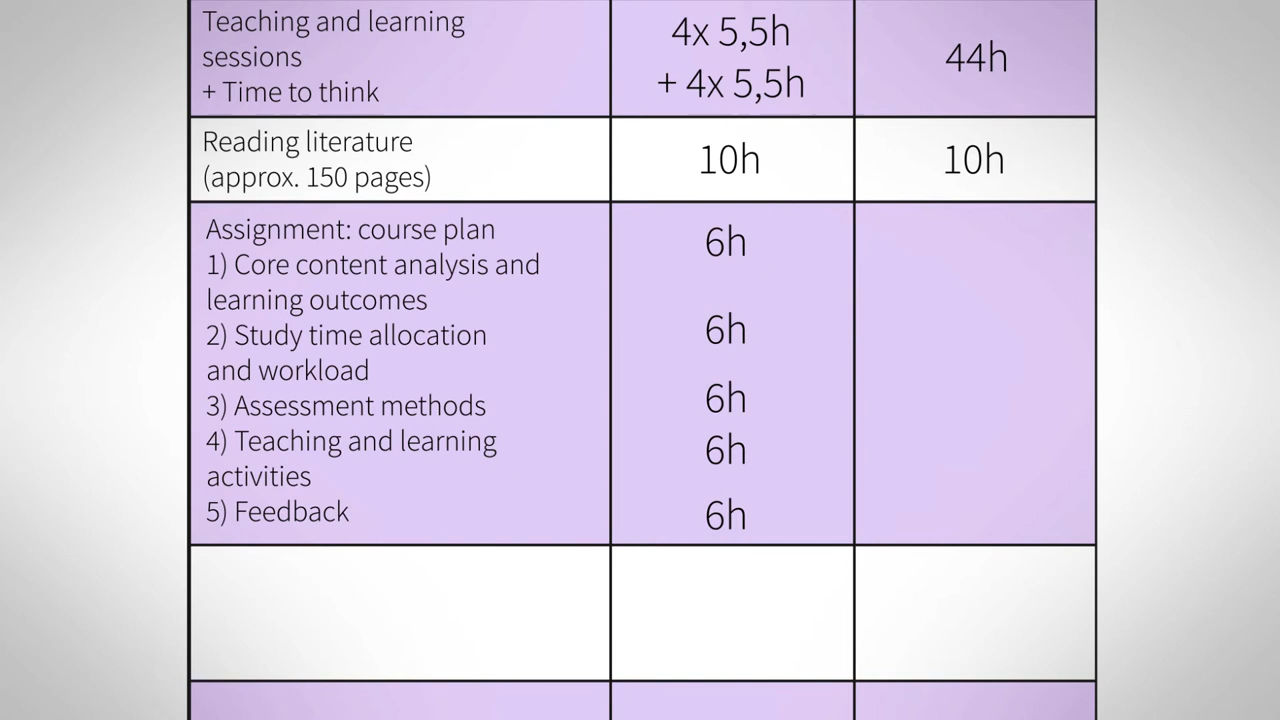 Teaching and learning
sessions
+ Time to think
4x 5,5h
+ 4x 5,5h
44h
Reading literature
(approx. 150 pages)
10h
10h
Assignment: course plan
1) Core content analysis and
learning outcomes
2) Study time allocation
and workload
3) Assessment methods
4) Teaching and learning
activities
5) Feedback
6h
6h
6h
6h
6h